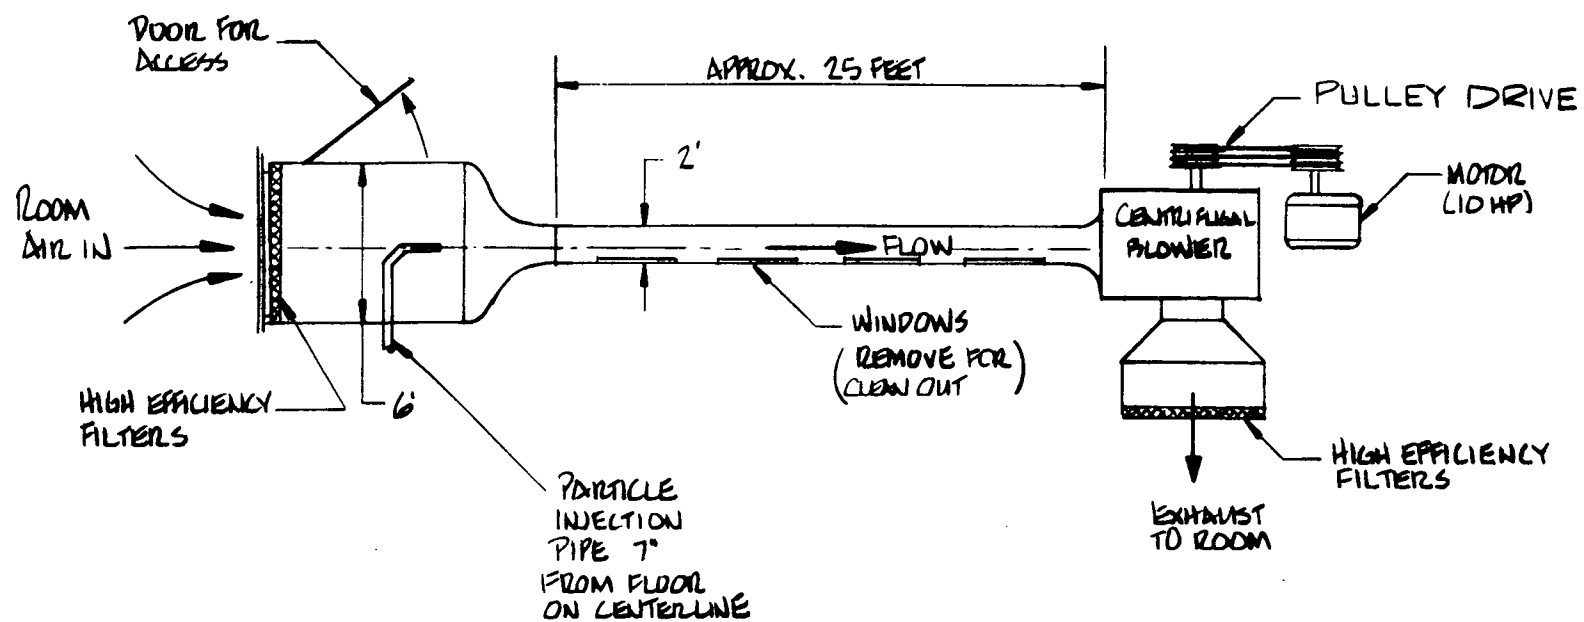 DOOR FOR
ACCESS
APPROX. 25 FEET
PULLEY DRIVE
2'
MOTOR
(10 HP)
ROOM
AIR IN
CENTRIFUGAL
BLOWER
FLOW
WINDOWS
(REMOVE FOR
CLEAN OUT)
HIGH EFFICIENCY
FILTERS
6'
HIGH EFFICIENCY
FILTERS
PARTICLE
INJECTION
PIPE 7"
FROM FLOOR
ON CENTERLINE
EXHAUST
TO ROOM